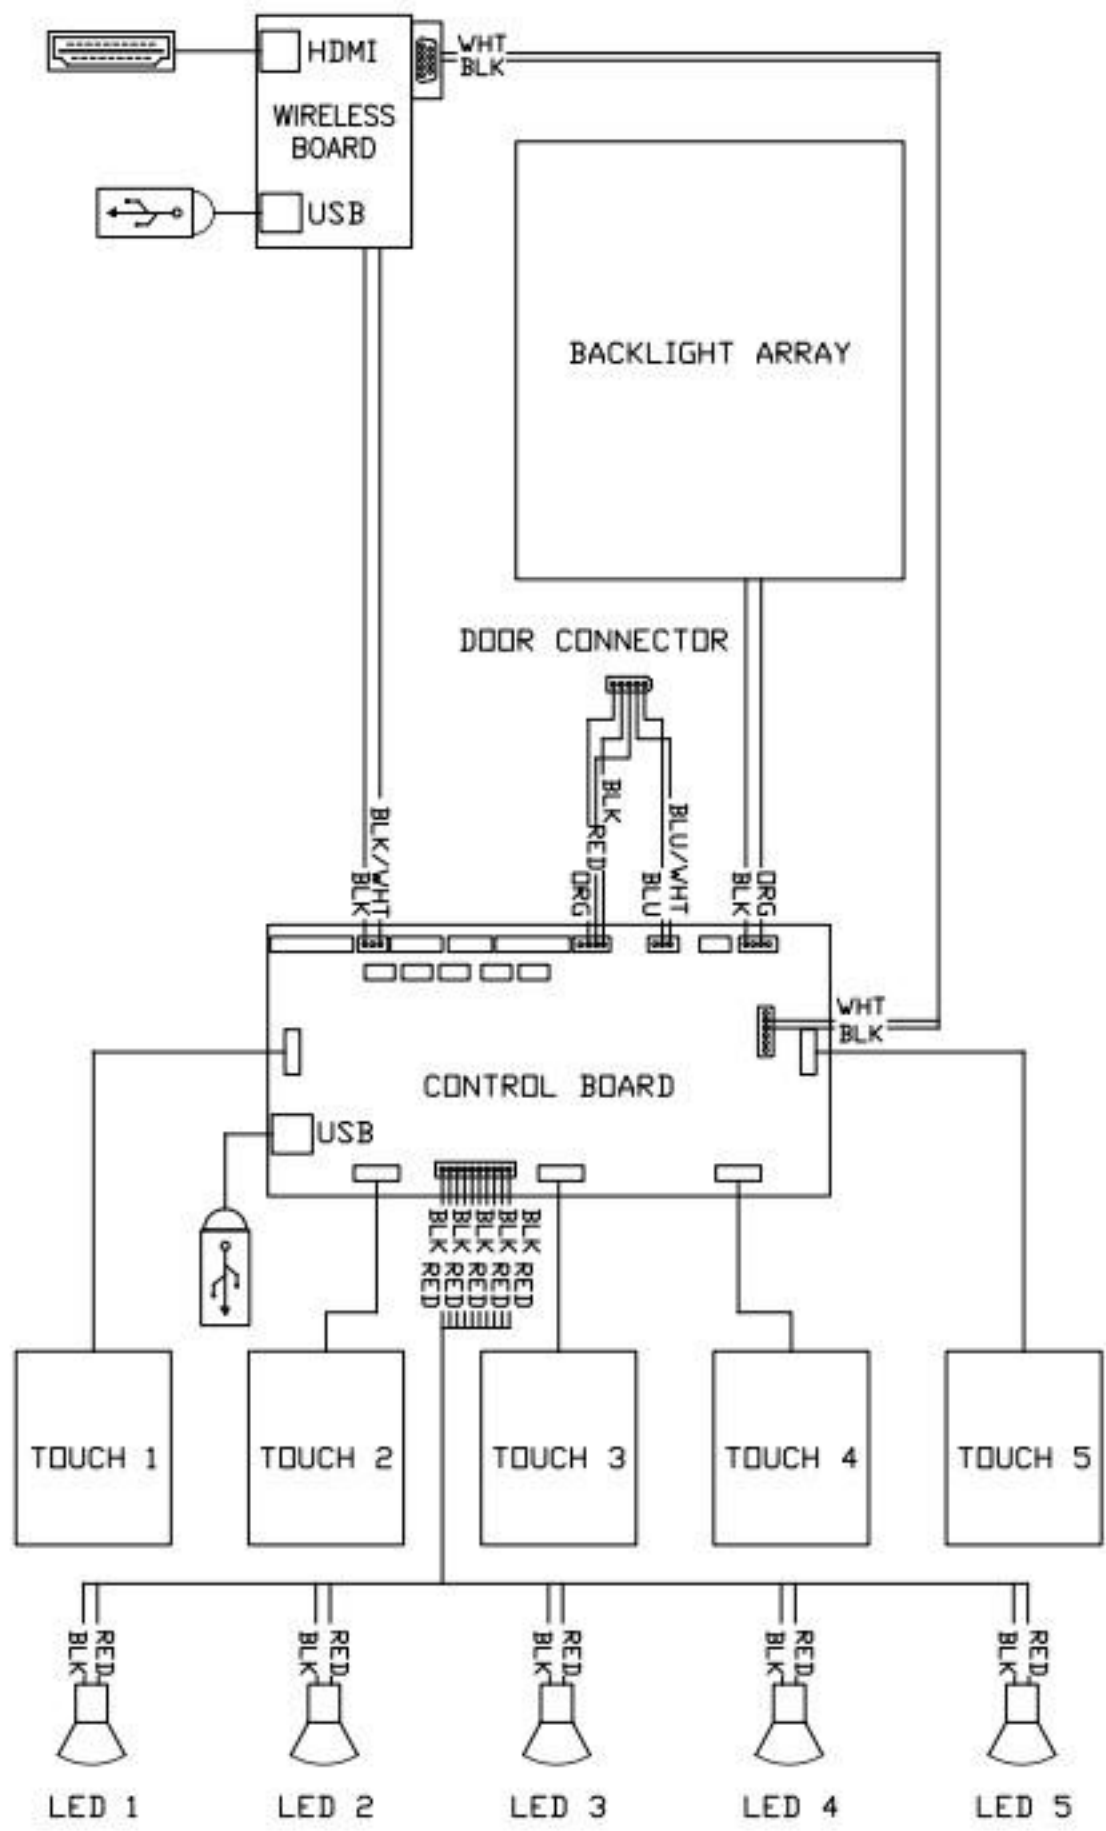 HDMI
WHT
BLK
WIRELESS
BOARD
USB
BACKLIGHT ARRAY
DOOR CONNECTOR
BLK
BLK/WHT
ORG
RED
BLK
BLU
BLU/WHT
BLK
ORG
WHT
BLK
CONTROL BOARD
USB
BLK BLK BLK BLK BLK
RED RED RED RED RED
TOUCH 1
TOUCH 2
TOUCH 3
TOUCH 4
TOUCH 5
BLK RED
BLK RED
BLK RED
BLK RED
BLK RED
LED 1
LED 2
LED 3
LED 4
LED 5